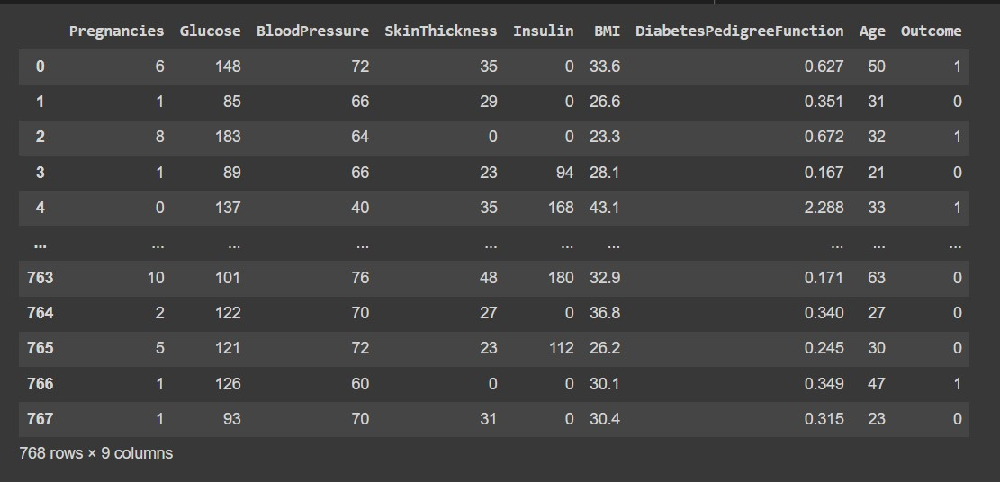 Pregnancies Glucose BloodPressure SkinThickness Insulin BMI DiabetesPedigreeFunction Age Outcome
0 6 148 72 35 0 33.6 0.627 50 1
1 1 85 66 29 0 26.6 0.351 31 0
2 8 183 64 0 0 23.3 0.672 32 1
3 1 89 66 23 94 28.1 0.167 21 0
4 0 137 40 35 168 43.1 2.288 33 1
... ... ... ... ... ... ... ... ... ...
763 10 101 76 48 180 32.9 0.171 63 0
764 2 122 70 27 0 36.8 0.340 27 0
765 5 121 72 23 112 26.2 0.245 30 0
766 1 126 60 0 0 30.1 0.349 47 1
767 1 93 70 31 0 30.4 0.315 23 0
768 rows × 9 columns